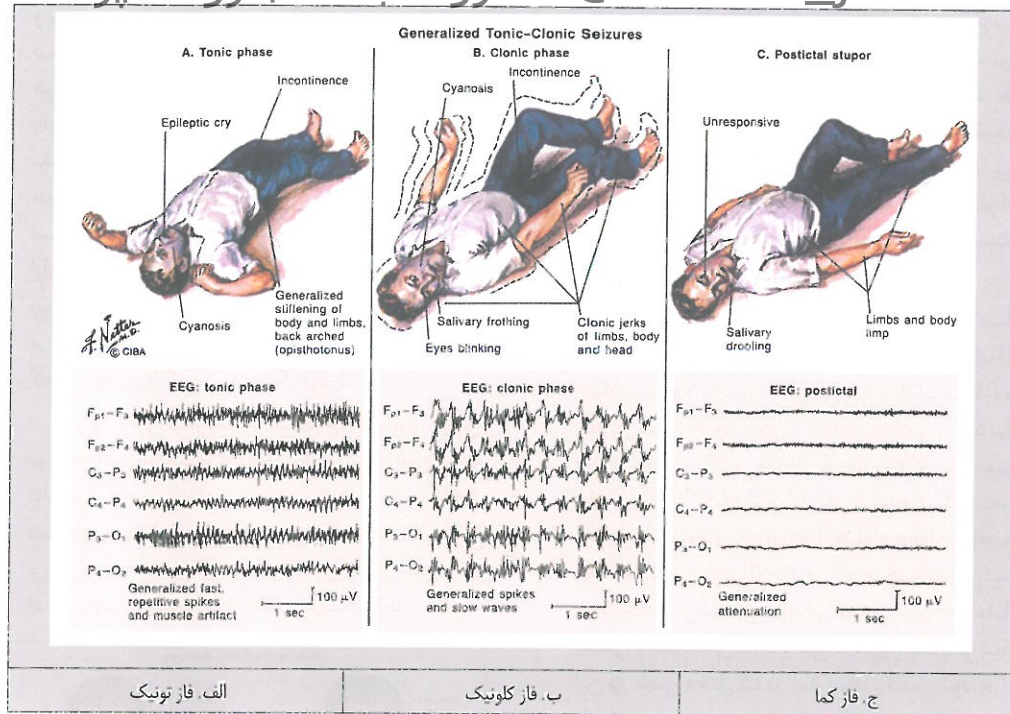 Generalized Tonic-Clonic Seizures
A. Tonic phase
Incontinence
Epileptic cry
Cyanosis
Generalized
stiffening of
body and limbs,
back arched
(opisthotonus)
F. Netter
M.D.
© CIBA
B. Clonic phase
Incontinence
Cyanosis
Salivary frothing
Eyes blinking
Clonic jerks
of limbs, body
and head
C. Postictal stupor
Unresponsive
Salivary
drooling
Limbs and body
limp
EEG: tonic phase
Fp1-F3
Fp2-F4
C3-P3
C4-P4
P3-O1
P4-O2
Generalized fast,
repetitive spikes
and muscle artifact
100 μV
1 sec
EEG: clonic phase
Fp1-F3
Fp2-F4
C3-P3
C4-P4
P3-O1
P4-O2
Generalized spikes
and slow waves
100 μV
1 sec
EEG: postictal
Fp1-F3
Fp2-F4
C3-P3
C4-P4
P3-O1
P4-O2
Generalized
attenuation
100 μV
1 sec
الف. فاز تونیک
ب. فاز کلونیک
ج. فاز کما